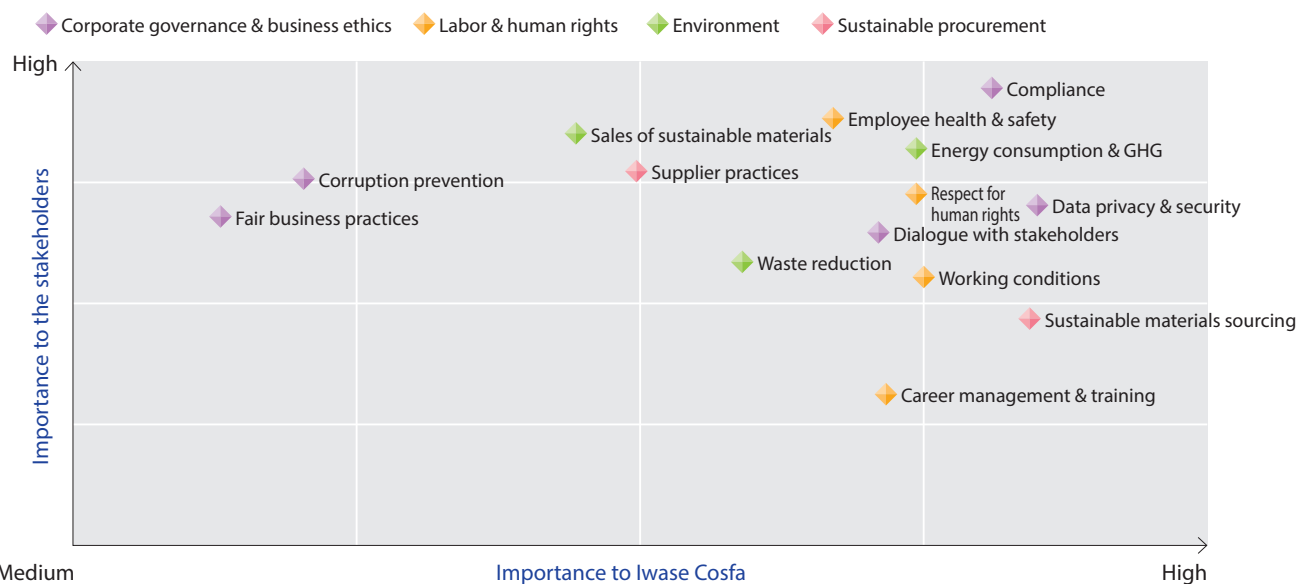 Corporate governance & business ethics
Labor & human rights
Environment
Sustainable procurement
High
Compliance
Employee health & safety
Sales of sustainable materials
Energy consumption & GHG
Supplier practices
Corruption prevention
Respect for
human rights
Data privacy & security
Fair business practices
Dialogue with stakeholders
Waste reduction
Working conditions
Sustainable materials sourcing
Career management & training
Importance to the stakeholders
Medium
Importance to Iwase Cosfa
High